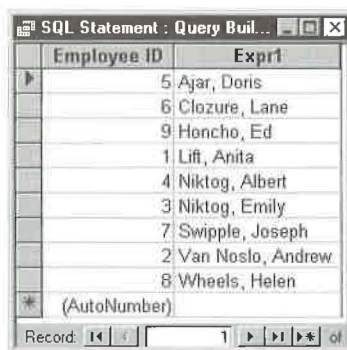 SQL Statement : Query Buil...
Employee ID Expr1
5 Ajar, Doris
6 Clozure, Lane
9 Honcho, Ed
1 Lift, Anita
4 Niktog, Albert
3 Niktog, Emily
7 Swipple, Joseph
2 Van Noslo, Andrew
8 Wheels, Helen
(AutoNumber)
Record: 1 of